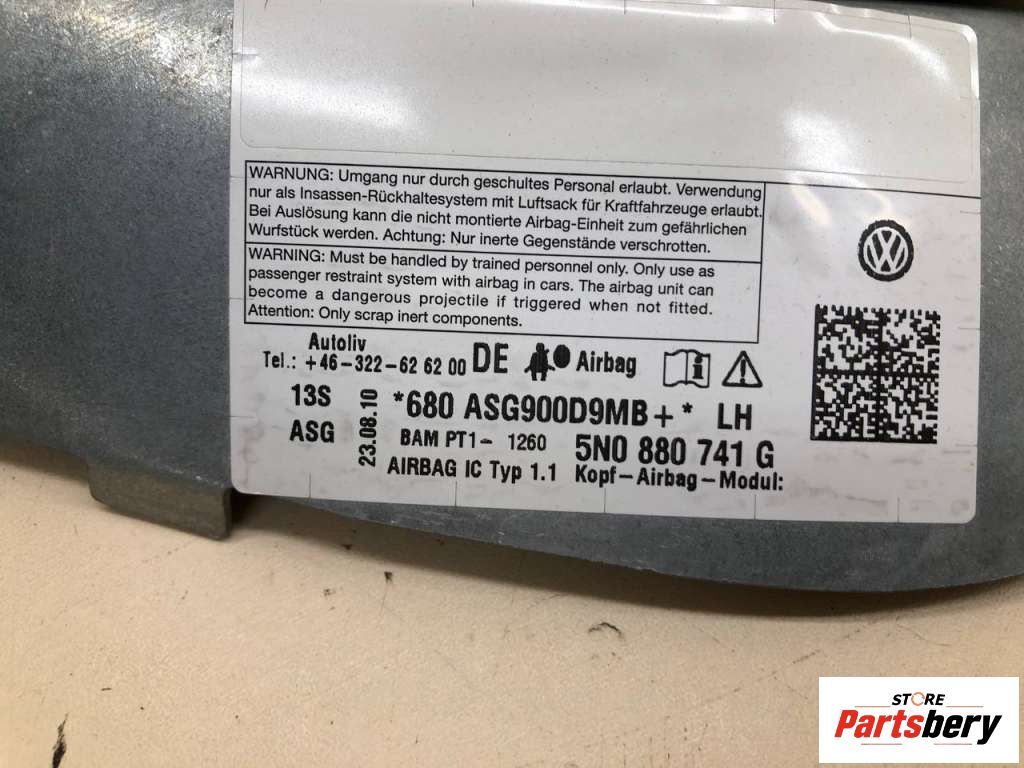 WARNUNG: Umgang nur durch geschultes Personal erlaubt. Verwendung
nur als Insassen-Rückhaltesystem mit Luftsack für Kraftfahrzeuge erlaubt.
Bei Auslösung kann die nicht montierte Airbag-Einheit zum gefährlichen
Wurfstück werden. Achtung: Nur inerte Gegenstände verschrotten.
WARNING: Must be handled by trained personnel only. Only use as
passenger restraint system with airbag in cars. The airbag unit can
become a dangerous projectile if triggered when not fitted.
Attention: Only scrap inert components.
Autoliv
Tel.: +46-322-62 62 00 DE Airbag
13S
ASG
23.08.10
*680 ASG900D9MB+* LH
BAM PT1- 1260 5N0 880 741 G
AIRBAG IC Typ 1.1 Kopf-Airbag-Modul:
STORE
Partsbery